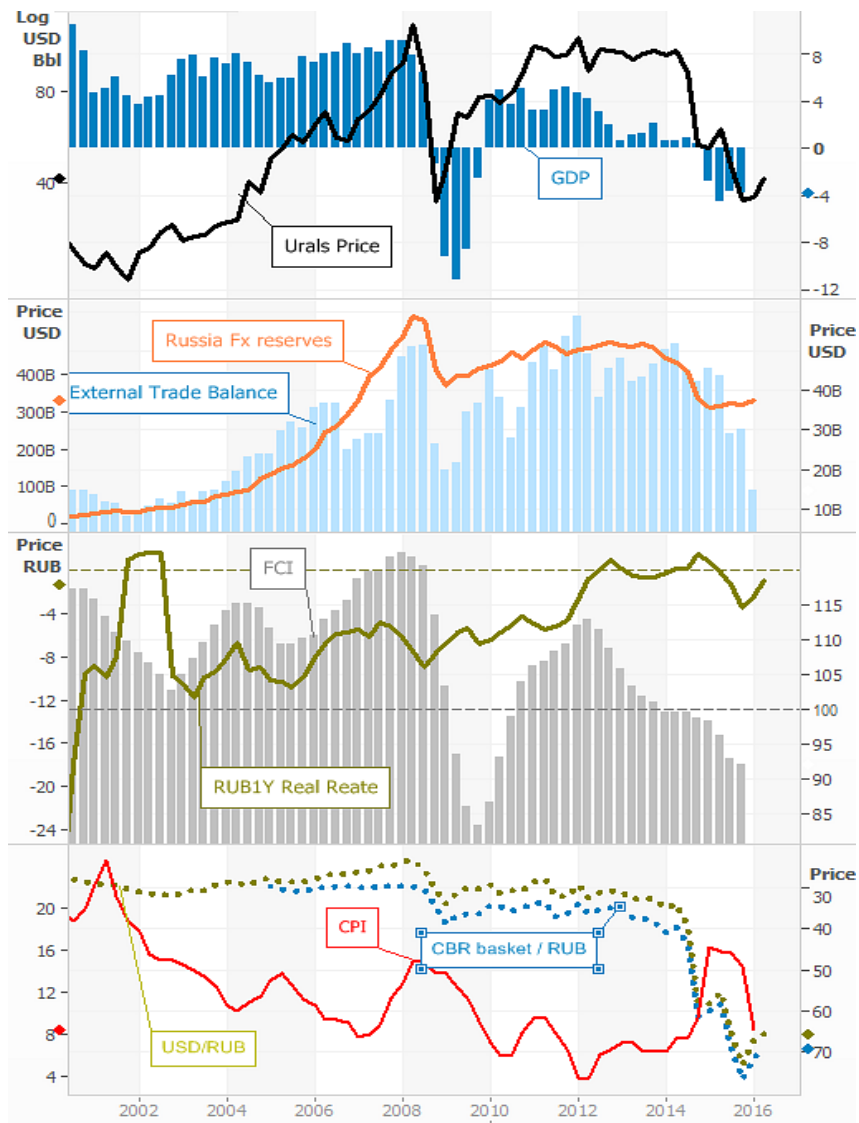 Log
USD
Bbl
80
40
8
4
0
-4
-8
-12
GDP
Urals Price
Price
USD
400B
300B
200B
100B
0
Russia Fx reserves
External Trade Balance
Price
USD
40B
30B
20B
10B
Price
RUB
-4
-8
-12
-16
-20
-24
FCI
RUB1Y Real Reate
115
110
105
100
95
90
85
20
16
12
8
4
CPI
CBR basket / RUB
USD/RUB
Price
30
40
50
60
70
2002 2004 2006 2008 2010 2012 2014 2016